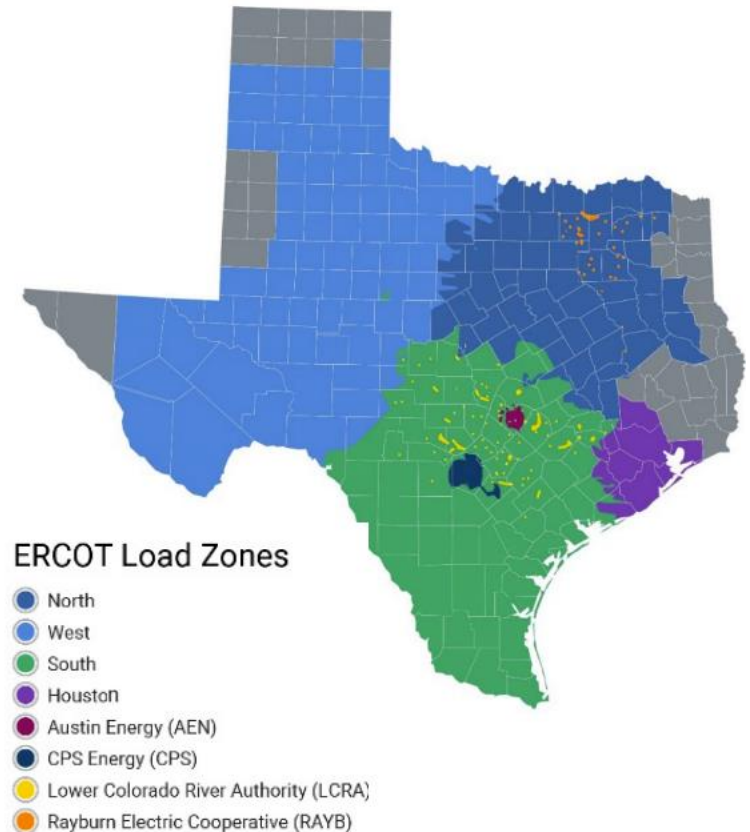 ERCOT Load Zones
North
West
South
Houston
Austin Energy (AEN)
CPS Energy (CPS)
Lower Colorado River Authority (LCRA)
Rayburn Electric Cooperative (RAYB)